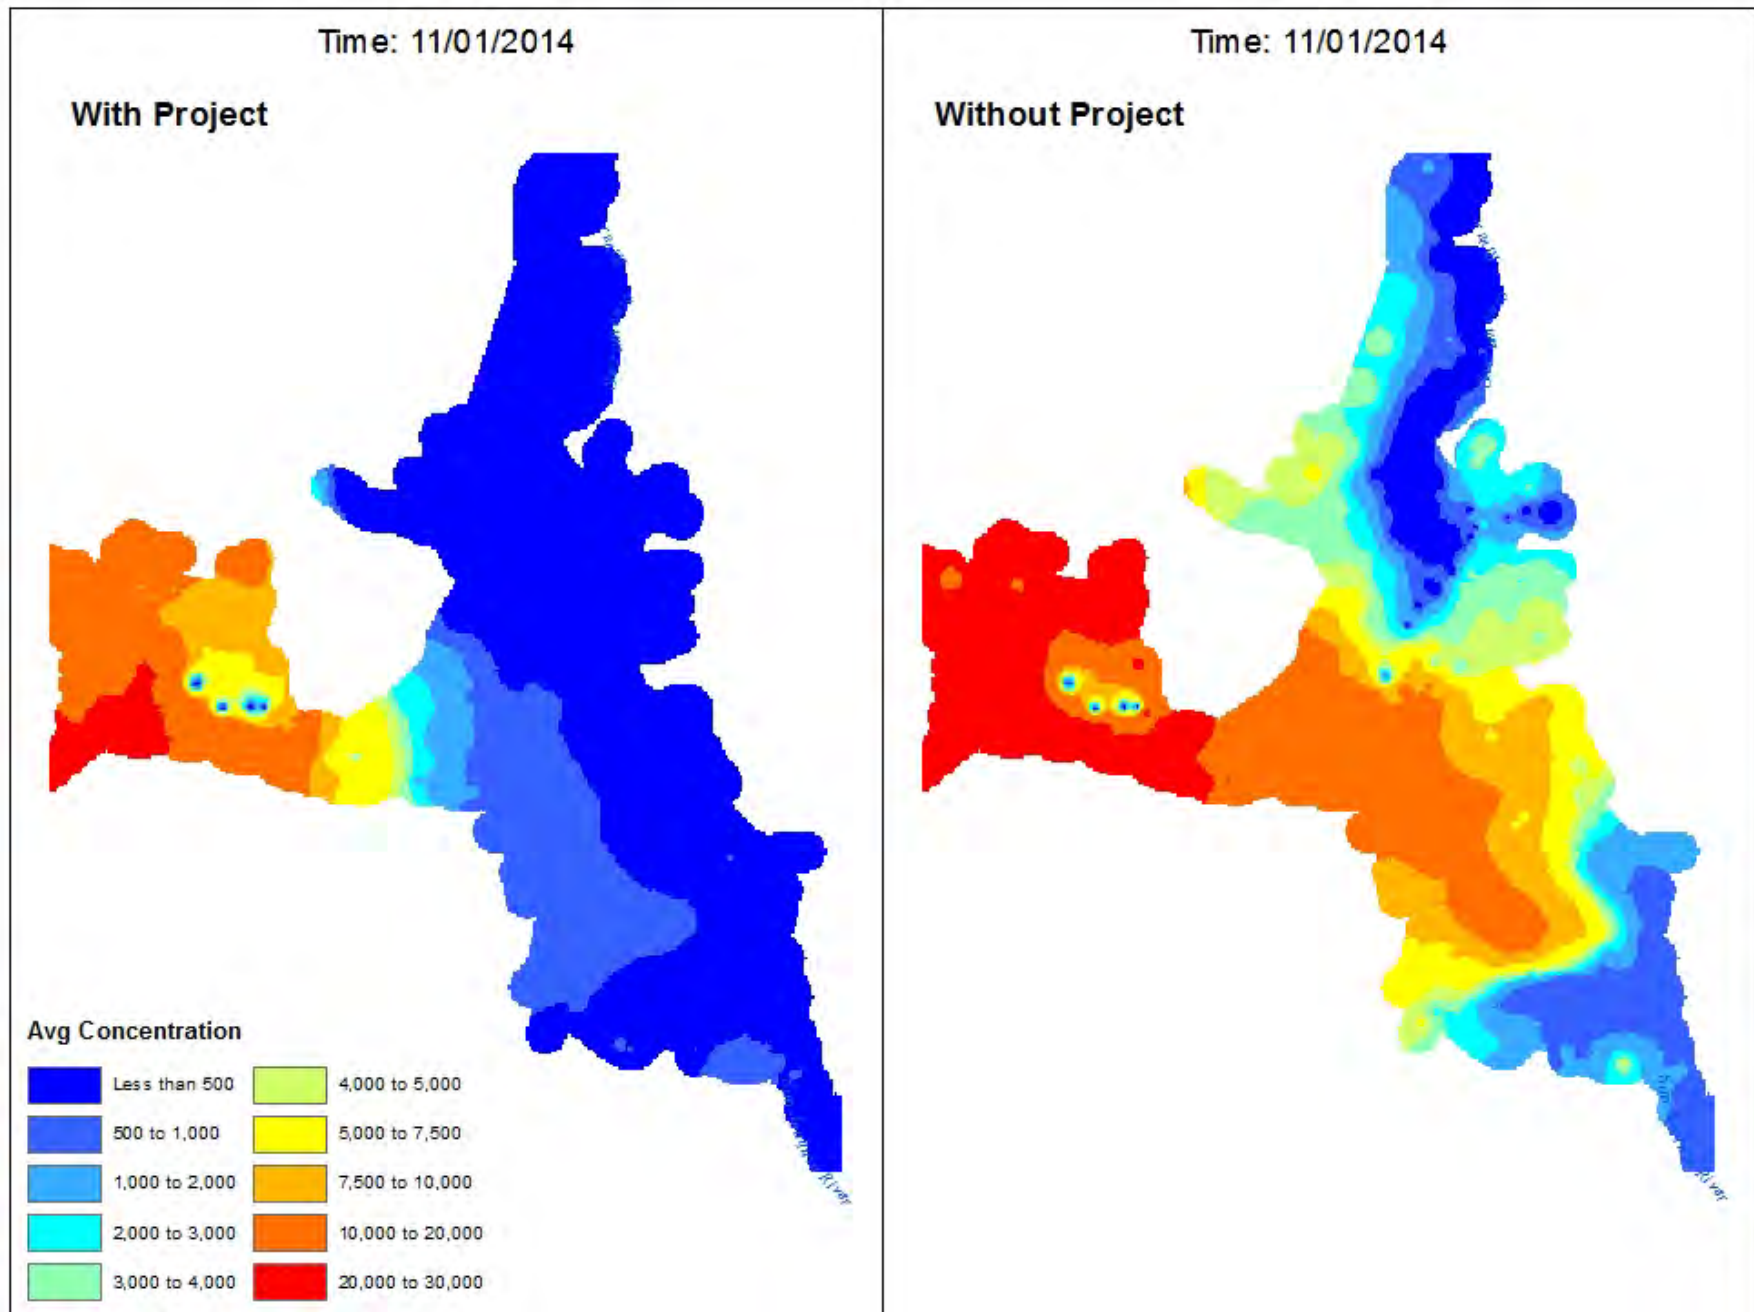 Time: 11/01/2014
With Project
Time: 11/01/2014
Without Project
Avg Concentration
Less than 500
500 to 1,000
1,000 to 2,000
2,000 to 3,000
3,000 to 4,000
4,000 to 5,000
5,000 to 7,500
7,500 to 10,000
10,000 to 20,000
20,000 to 30,000
River
River